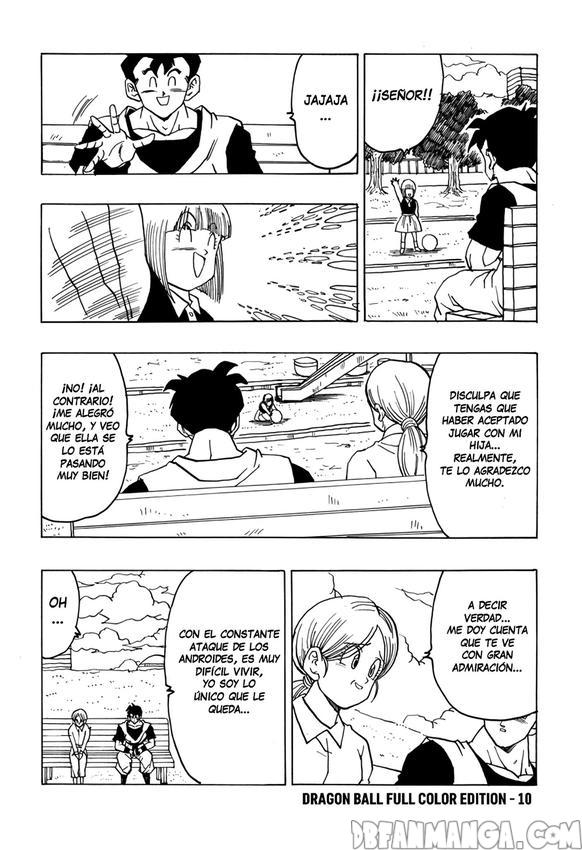 ¡¡SEÑOR!!
JAJAJA
...
DISCULPA QUE
TENGAS QUE
HABER ACEPTADO
JUGAR CON MI
HIJA...
REALMENTE,
TE LO AGRADEZCO
MUCHO.
¡NO! ¡AL
CONTRARIO!
¡ME ALEGRÓ
MUCHO, Y VEO
QUE ELLA SE
LO ESTÁ
PASANDO
MUY BIEN!
A DECIR
VERDAD...
ME DOY CUENTA
QUE TE VE
CON GRAN
ADMIRACIÓN...
CON EL CONSTANTE
ATAQUE DE LOS
ANDROIDES, ES MUY
DIFÍCIL VIVIR,
YO SOY LO
ÚNICO QUE LE
QUEDA...
OH
...
DRAGON BALL FULL COLOR EDITION - 10
DBFANMANGA.COM